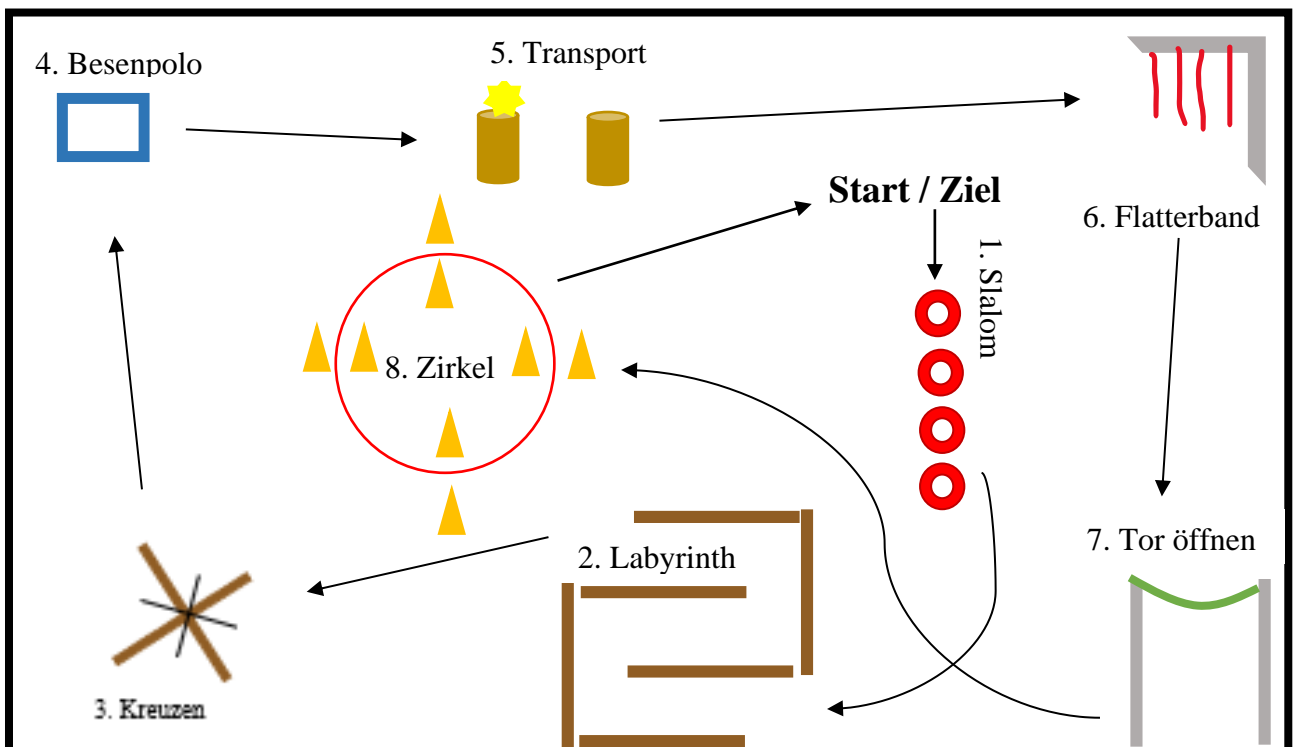 4. Besenpolo
5. Transport
Start / Ziel
6. Flatterband
1. Slalom
8. Zirkel
7. Tor öffnen
2. Labyrinth
3. Kreuzen